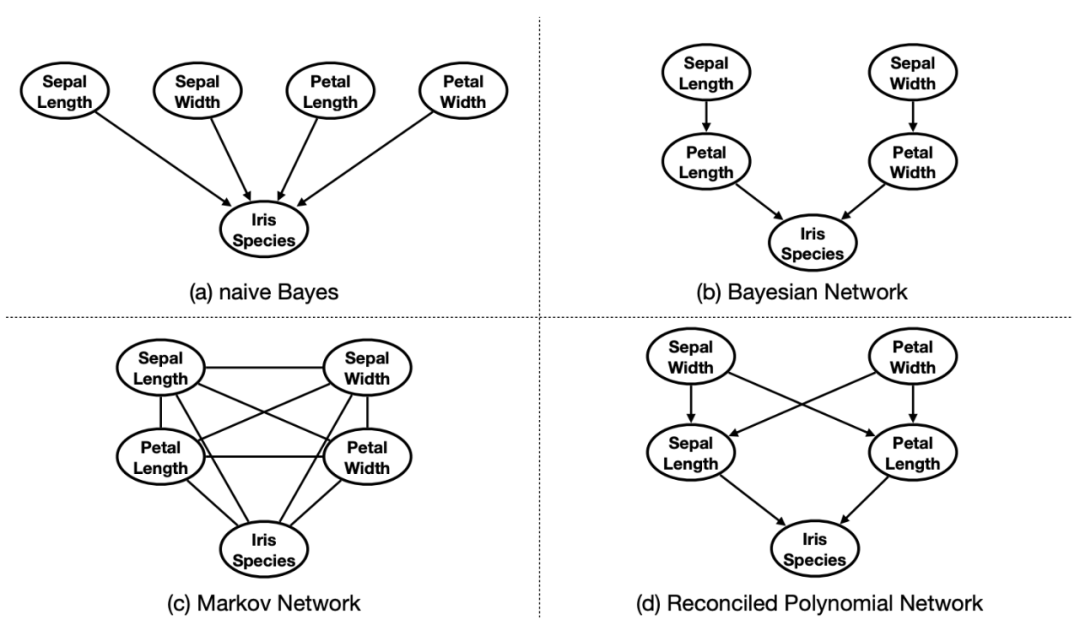 Sepal
Length
Sepal
Width
Petal
Length
Petal
Width
Iris
Species
(a) naive Bayes
Sepal
Length
Sepal
Width
Petal
Length
Petal
Width
Iris
Species
(b) Bayesian Network
Sepal
Length
Sepal
Width
Petal
Length
Petal
Width
Iris
Species
(c) Markov Network
Sepal
Width
Petal
Width
Sepal
Length
Petal
Length
Iris
Species
(d) Reconciled Polynomial Network